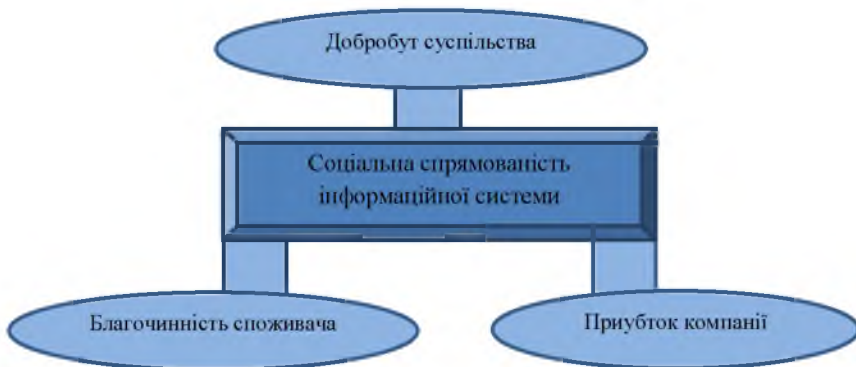 Добробут суспільства
Соціальна спрямованість
інформаційної системи
Благочинність споживача
Приубток компанії